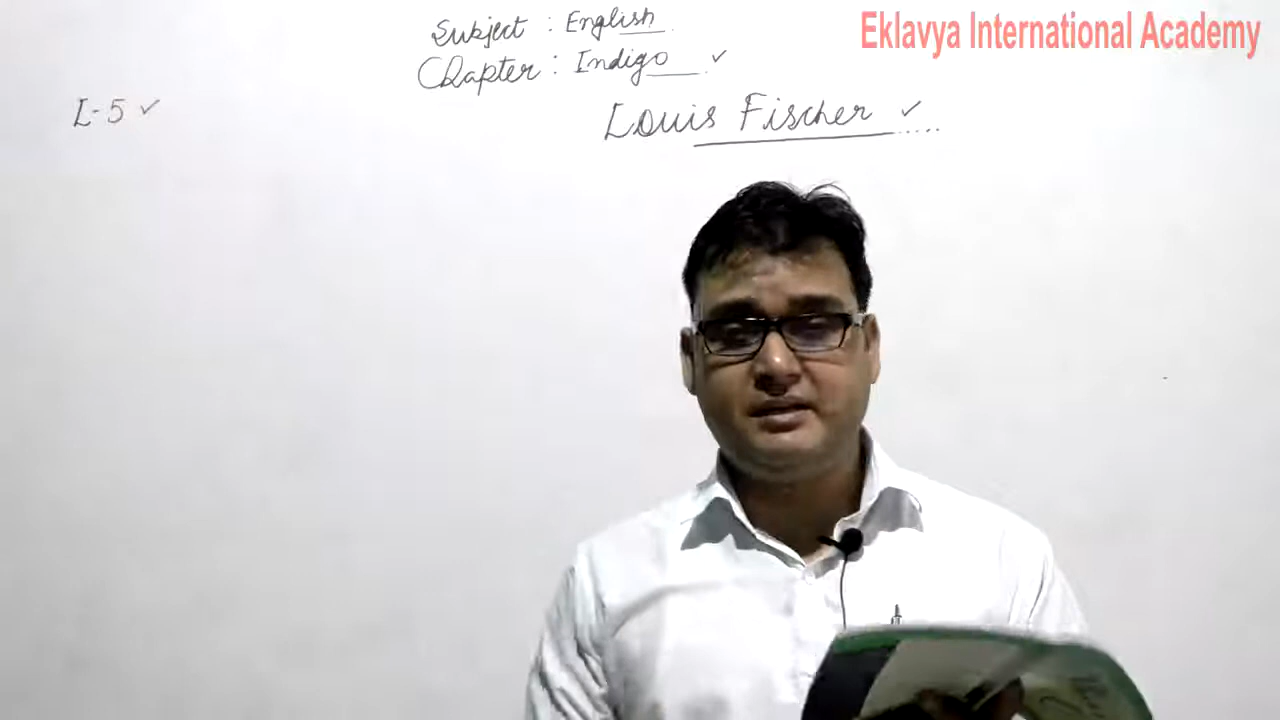 Subject : English
Eklavya International Academy
Chapter : Indigo ✓
L-5 ✓
Louis Fischer ✓